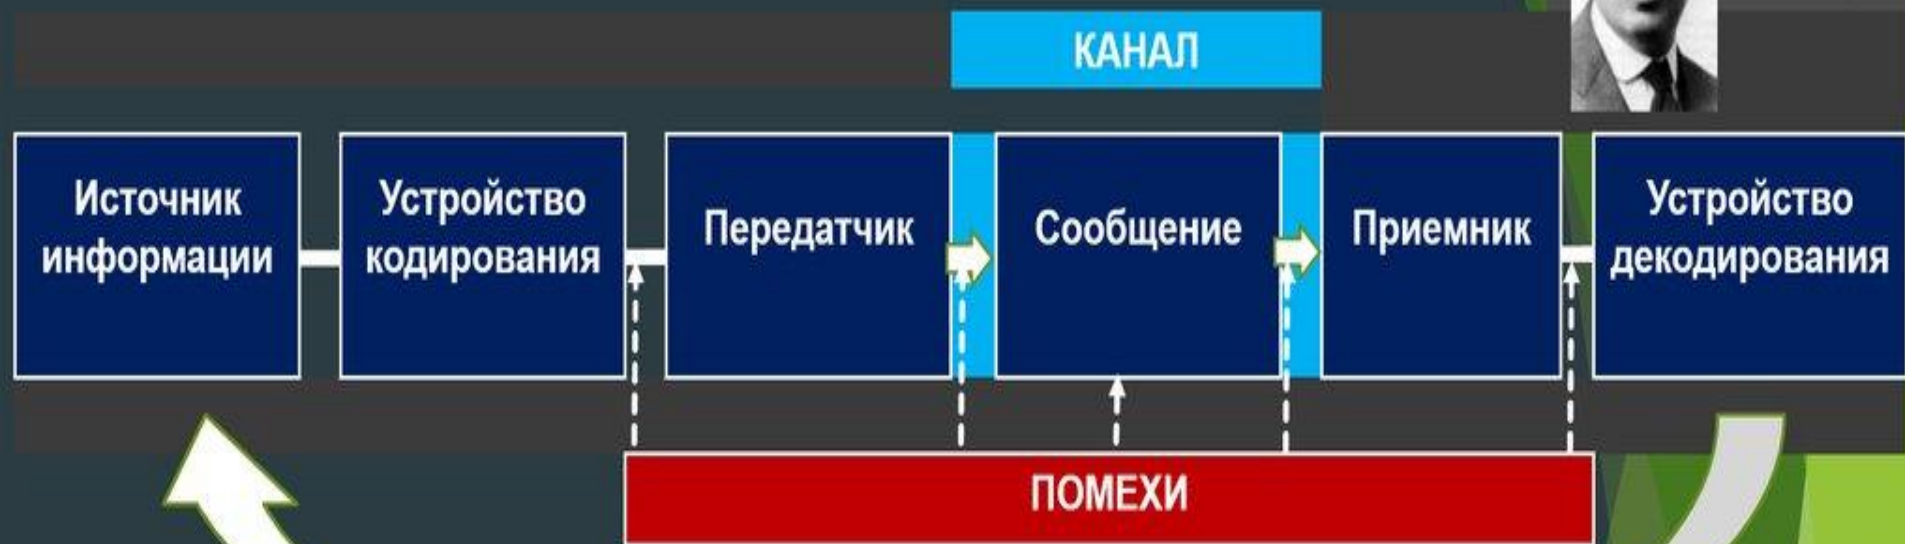 КАНАЛ
Источник
информации
Устройство
кодирования
Передатчик
Сообщение
Приемник
Устройство
декодирования
ПОМЕХИ